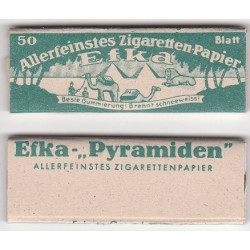 50 Blatt
Allerfeinstes Zigaretten-Papier
Efka
Beste Gummierung! Brennt schneeweiss!
Efka-„Pyramiden"
ALLERFEINSTES ZIGARETTENPAPIER